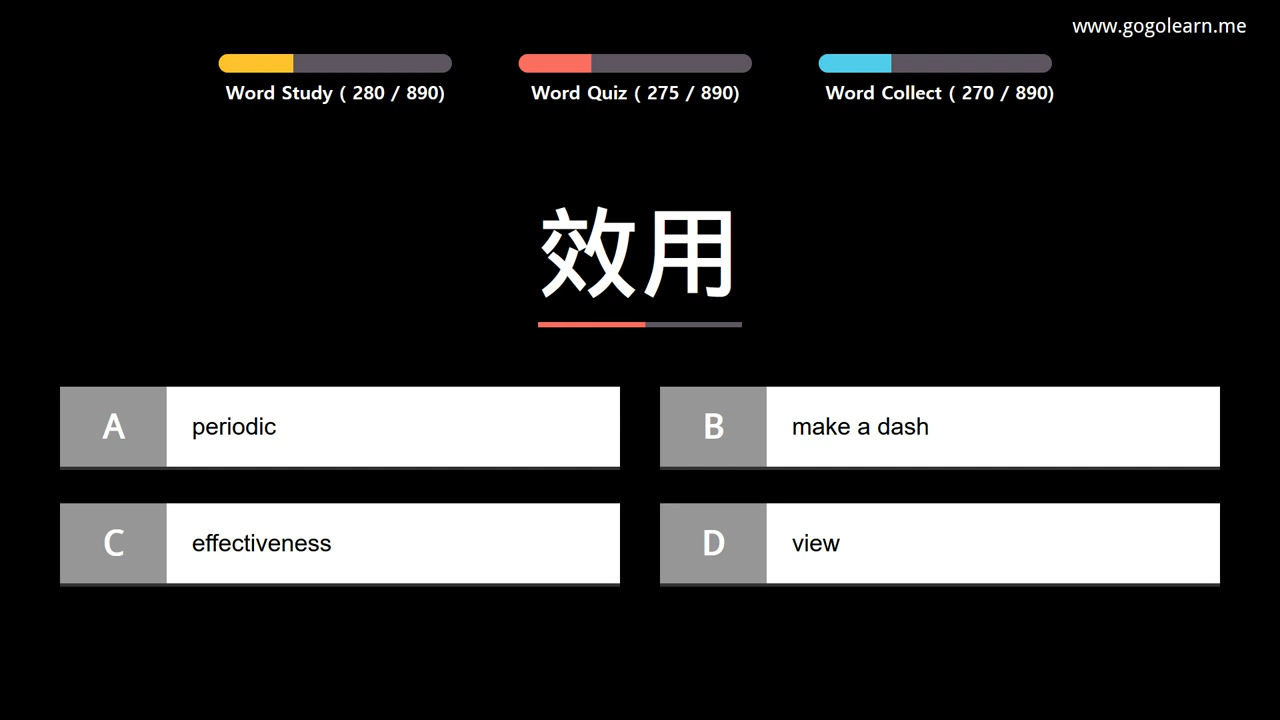 www.gogolearn.me
Word Study ( 280 / 890)
Word Quiz ( 275 / 890)
Word Collect ( 270 / 890)
效用
A periodic
B make a dash
C effectiveness
D view